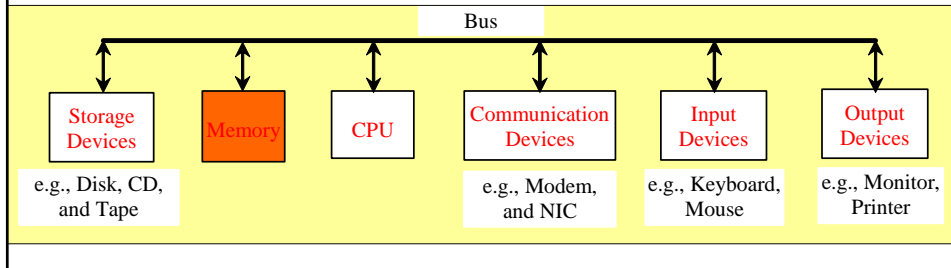 Bus
Storage
Devices
Memory
CPU
Communication
Devices
Input
Devices
Output
Devices
e.g., Disk, CD,
and Tape
e.g., Modem,
and NIC
e.g., Keyboard,
Mouse
e.g., Monitor,
Printer